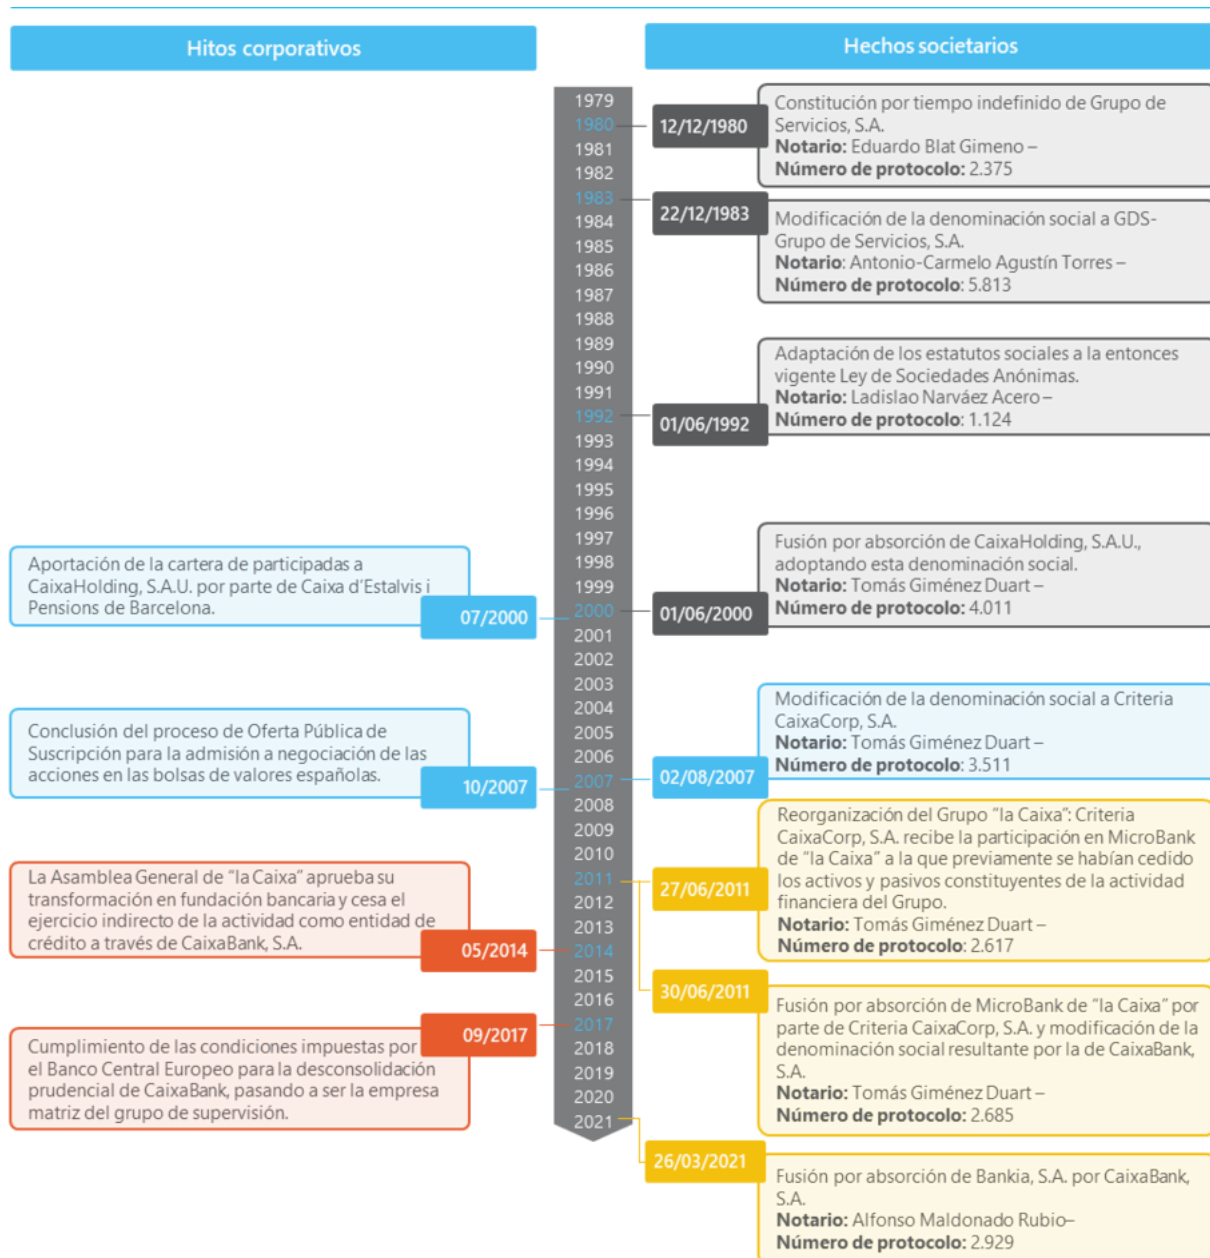 Hitos corporativos
Hechos societarios
1979
1980
1981
1982
1983
1984
1985
1986
1987
1988
1989
1990
1991
1992
1993
1994
1995
1996
1997
1998
1999
2000
2001
2002
2003
2004
2005
2006
2007
2008
2009
2010
2011
2012
2013
2014
2015
2016
2017
2018
2019
2020
2021
Aportación de la cartera de participadas a
CaixaHolding, S.A.U. por parte de Caixa d'Estalvis i
Pensions de Barcelona.
07/2000
Conclusión del proceso de Oferta Pública de
Suscripción para la admisión a negociación de las
acciones en las bolsas de valores españolas.
10/2007
La Asamblea General de "la Caixa" aprueba su
transformación en fundación bancaria y cesa el
ejercicio indirecto de la actividad como entidad de
crédito a través de CaixaBank, S.A.
05/2014
09/2017
Cumplimiento de las condiciones impuestas por
el Banco Central Europeo para la desconsolidación
prudencial de CaixaBank, pasando a ser la empresa
matriz del grupo de supervisión.
12/12/1980
Constitución por tiempo indefinido de Grupo de
Servicios, S.A.
Notario: Eduardo Blat Gimeno –
Número de protocolo: 2.375
22/12/1983
Modificación de la denominación social a GDS-
Grupo de Servicios, S.A.
Notario: Antonio-Carmelo Agustín Torres –
Número de protocolo: 5.813
Adaptación de los estatutos sociales a la entonces
vigente Ley de Sociedades Anónimas.
Notario: Ladislao Narváez Acero –
Número de protocolo: 1.124
01/06/1992
Fusión por absorción de CaixaHolding, S.A.U.,
adoptando esta denominación social.
Notario: Tomás Giménez Duart –
Número de protocolo: 4.011
01/06/2000
Modificación de la denominación social a Criteria
CaixaCorp, S.A.
Notario: Tomás Giménez Duart –
Número de protocolo: 3.511
02/08/2007
Reorganización del Grupo "la Caixa": Criteria
CaixaCorp, S.A. recibe la participación en MicroBank
de "la Caixa" a la que previamente se habían cedido
los activos y pasivos constituyentes de la actividad
financiera del Grupo.
Notario: Tomás Giménez Duart –
Número de protocolo: 2.617
27/06/2011
30/06/2011
Fusión por absorción de MicroBank de "la Caixa" por
parte de Criteria CaixaCorp, S.A. y modificación de la
denominación social resultante por la de CaixaBank,
S.A.
Notario: Tomás Giménez Duart –
Número de protocolo: 2.685
26/03/2021
Fusión por absorción de Bankia, S.A. por CaixaBank,
S.A.
Notario: Alfonso Maldonado Rubio–
Número de protocolo: 2.929